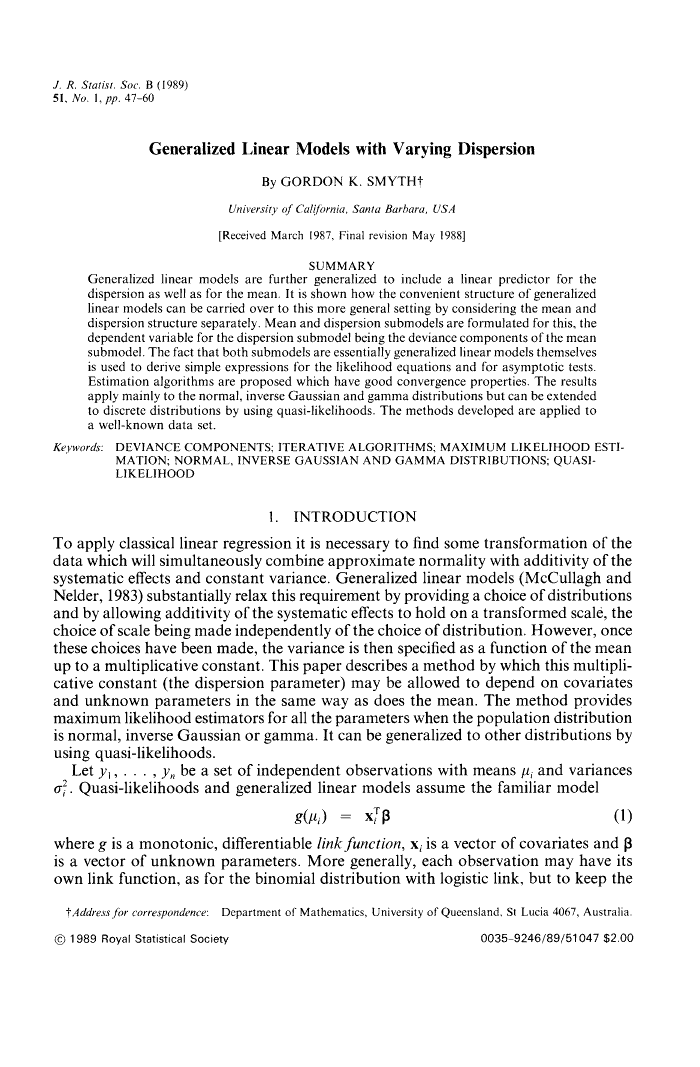 J. R. Statist. Soc. B (1989)
51, No. 1, pp. 47–60
Generalized Linear Models with Varying Dispersion
By GORDON K. SMYTH†
University of California, Santa Barbara, USA
[Received March 1987, Final revision May 1988]
SUMMARY
Generalized linear models are further generalized to include a linear predictor for the
dispersion as well as for the mean. It is shown how the convenient structure of generalized
linear models can be carried over to this more general setting by considering the mean and
dispersion structure separately. Mean and dispersion submodels are formulated for this, the
dependent variable for the dispersion submodel being the deviance components of the mean
submodel. The fact that both submodels are essentially generalized linear models themselves
is used to derive simple expressions for the likelihood equations and for asymptotic tests.
Estimation algorithms are proposed which have good convergence properties. The results
apply mainly to the normal, inverse Gaussian and gamma distributions but can be extended
to discrete distributions by using quasi-likelihoods. The methods developed are applied to
a well-known data set.
Keywords: DEVIANCE COMPONENTS; ITERATIVE ALGORITHMS; MAXIMUM LIKELIHOOD ESTI-
MATION; NORMAL, INVERSE GAUSSIAN AND GAMMA DISTRIBUTIONS; QUASI-
LIKELIHOOD
1. INTRODUCTION
To apply classical linear regression it is necessary to find some transformation of the
data which will simultaneously combine approximate normality with additivity of the
systematic effects and constant variance. Generalized linear models (McCullagh and
Nelder, 1983) substantially relax this requirement by providing a choice of distributions
and by allowing additivity of the systematic effects to hold on a transformed scale, the
choice of scale being made independently of the choice of distribution. However, once
these choices have been made, the variance is then specified as a function of the mean
up to a multiplicative constant. This paper describes a method by which this multipli-
cative constant (the dispersion parameter) may be allowed to depend on covariates
and unknown parameters in the same way as does the mean. The method provides
maximum likelihood estimators for all the parameters when the population distribution
is normal, inverse Gaussian or gamma. It can be generalized to other distributions by
using quasi-likelihoods.
Let y₁, . . . , yₙ be a set of independent observations with means μᵢ and variances
σᵢ². Quasi-likelihoods and generalized linear models assume the familiar model
g(μᵢ) = xᵢᵀβ (1)
where g is a monotonic, differentiable link function, xᵢ is a vector of covariates and β
is a vector of unknown parameters. More generally, each observation may have its
own link function, as for the binomial distribution with logistic link, but to keep the
†Address for correspondence: Department of Mathematics, University of Queensland, St Lucia 4067, Australia.
© 1989 Royal Statistical Society 0035–9246/89/51047 $2.00